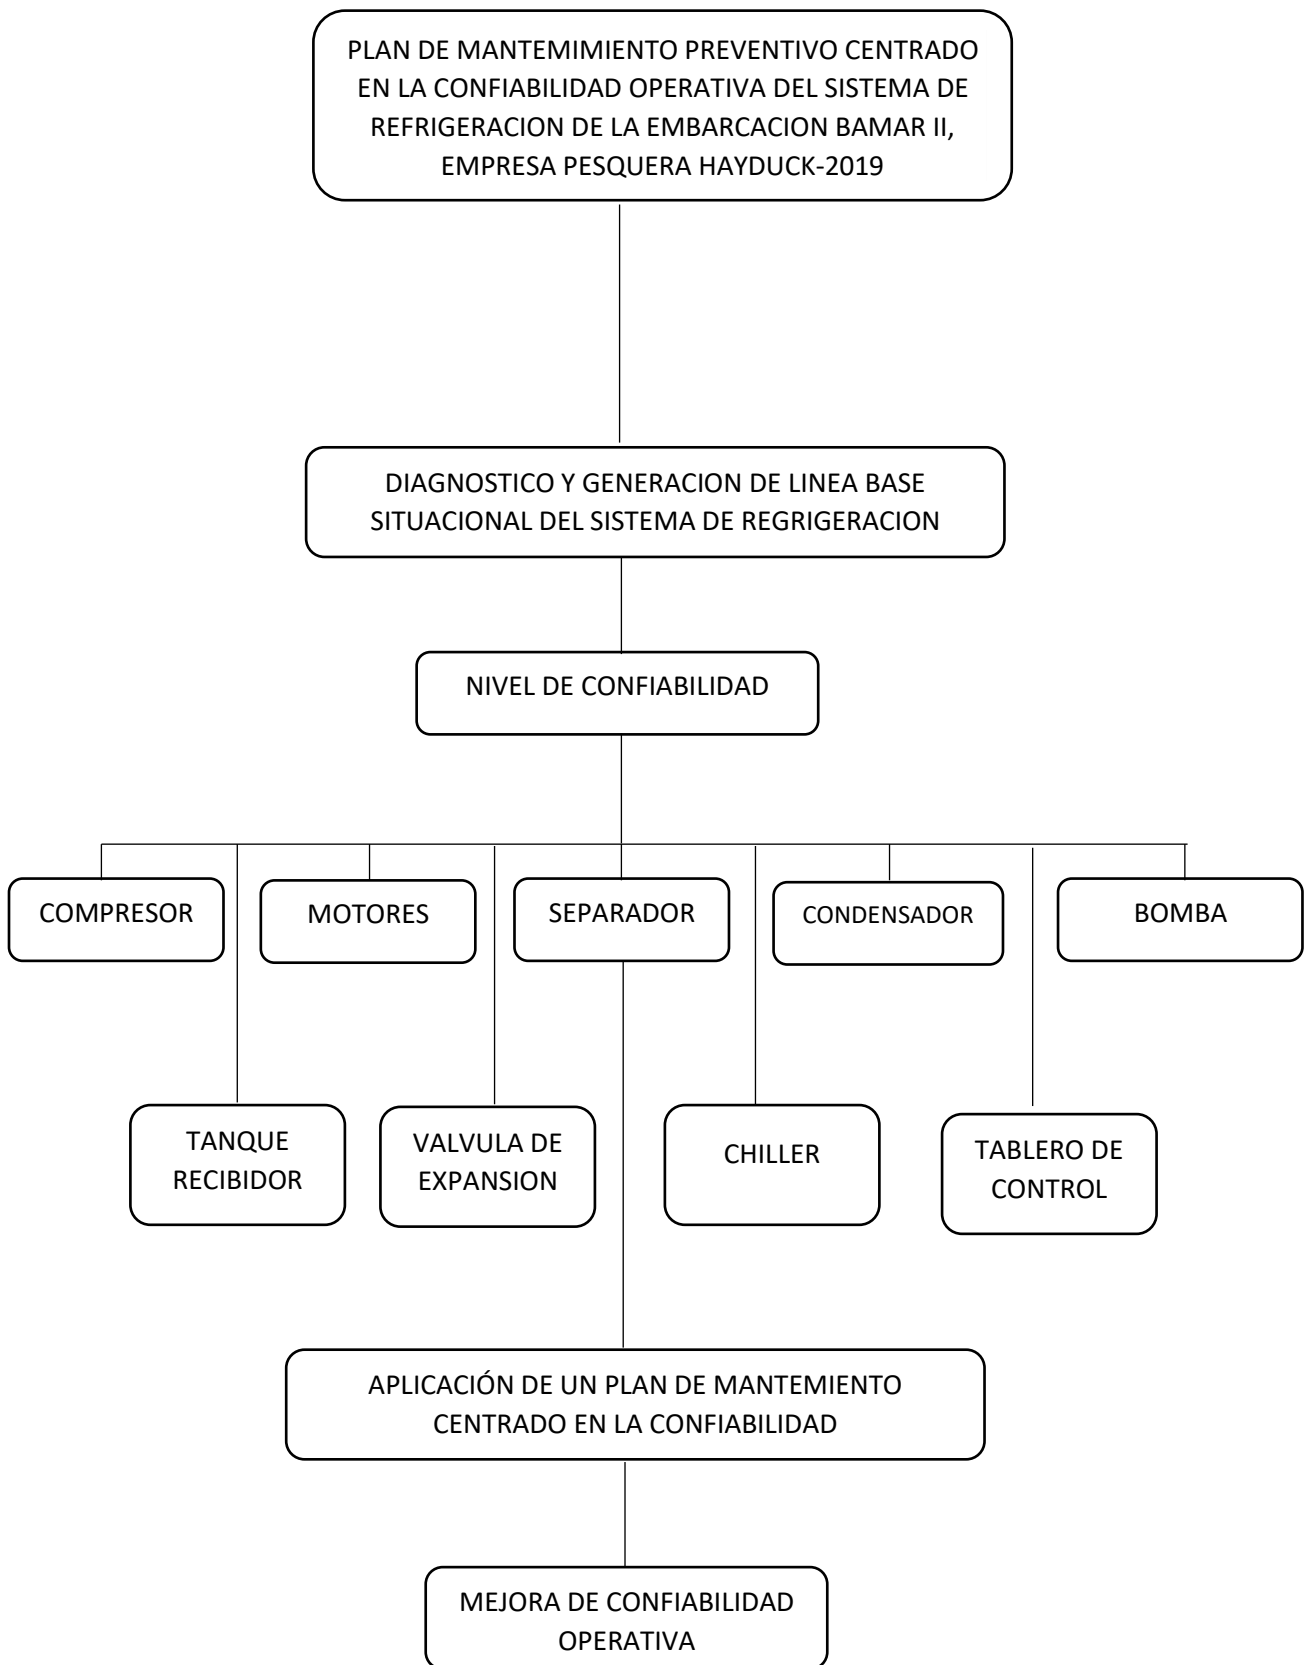 PLAN DE MANTEMIMIENTO PREVENTIVO CENTRADO
EN LA CONFIABILIDAD OPERATIVA DEL SISTEMA DE
REFRIGERACION DE LA EMBARCACION BAMAR II,
EMPRESA PESQUERA HAYDUCK-2019
DIAGNOSTICO Y GENERACION DE LINEA BASE
SITUACIONAL DEL SISTEMA DE REGRIGERACION
NIVEL DE CONFIABILIDAD
COMPRESOR
MOTORES
SEPARADOR
CONDENSADOR
BOMBA
TANQUE
RECIBIDOR
VALVULA DE
EXPANSION
CHILLER
TABLERO DE
CONTROL
APLICACIÓN DE UN PLAN DE MANTEMIENTO
CENTRADO EN LA CONFIABILIDAD
MEJORA DE CONFIABILIDAD
OPERATIVA